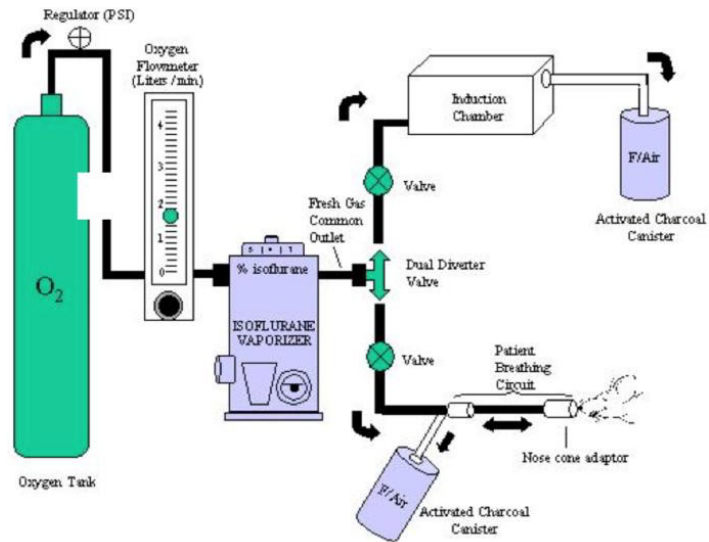 Regulator (PSI)
Oxygen
Flowmeter
(Liters /min)
4
3
2
1
0
O2
Oxygen Tank
% isoflurane
ISOFLURANE
VAPORIZER
Fresh Gas
Common
Outlet
Valve
Dual Diverter
Valve
Valve
Induction
Chamber
F/Air
Activated Charcoal
Canister
Patient
Breathing
Circuit
Nose cone adaptor
F/Air
Activated Charcoal
Canister